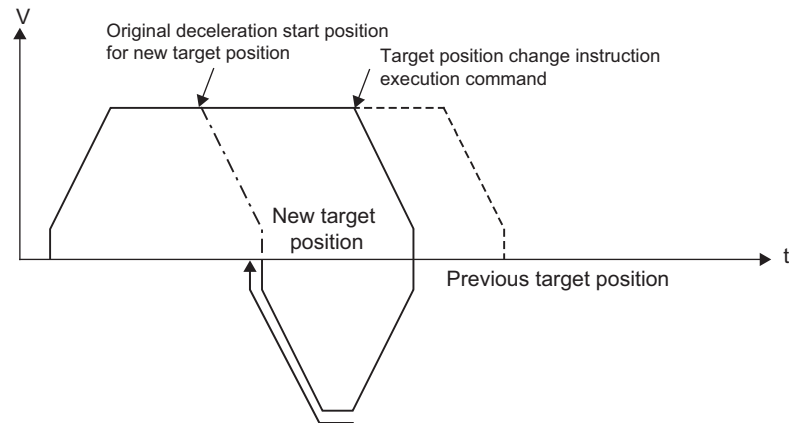 V
Original deceleration start position
for new target position
Target position change instruction
execution command
New target
position
t
Previous target position